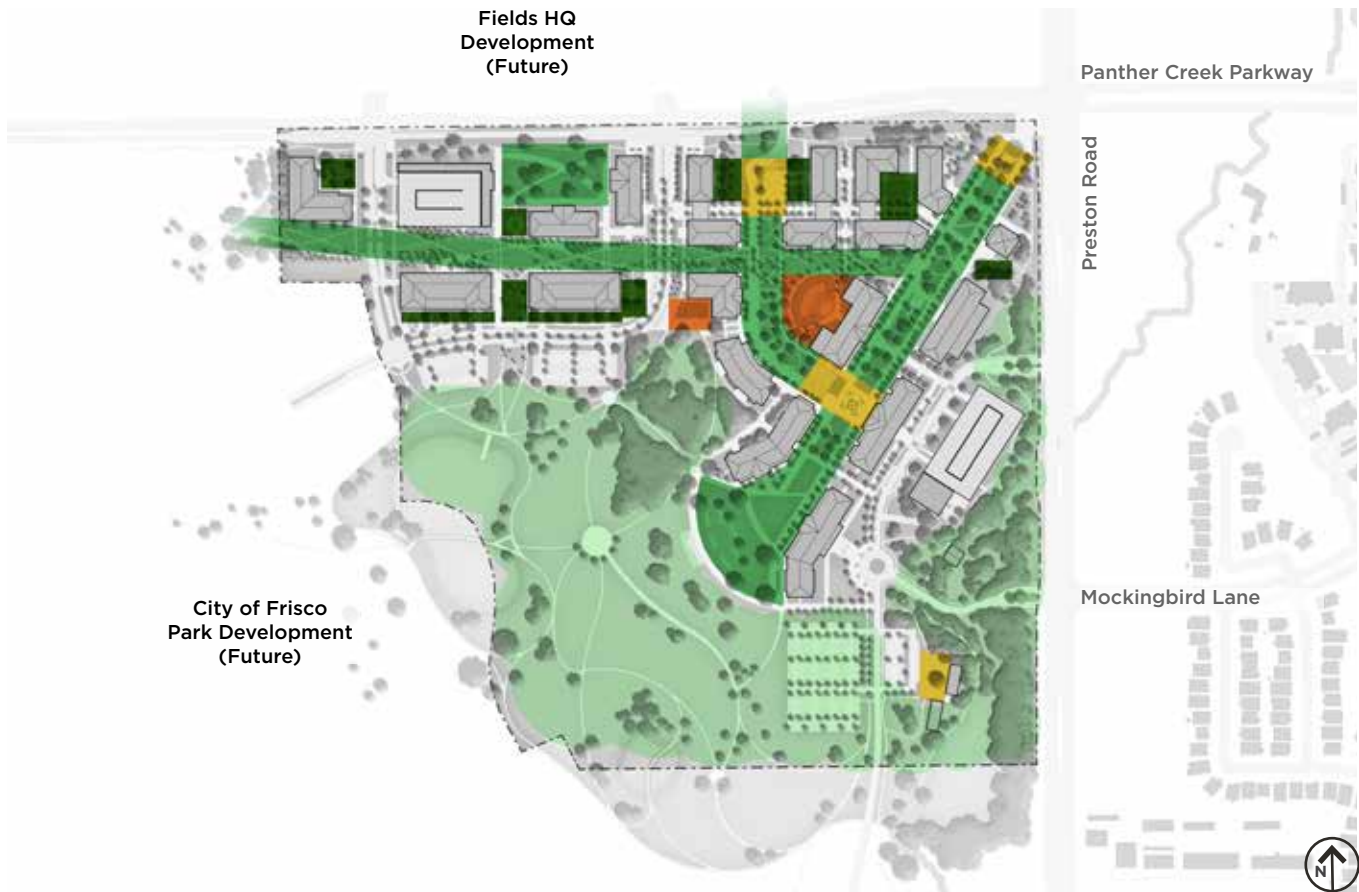 Fields HQ
Development
(Future)
Panther Creek Parkway
Preston Road
City of Frisco
Park Development
(Future)
Mockingbird Lane
N